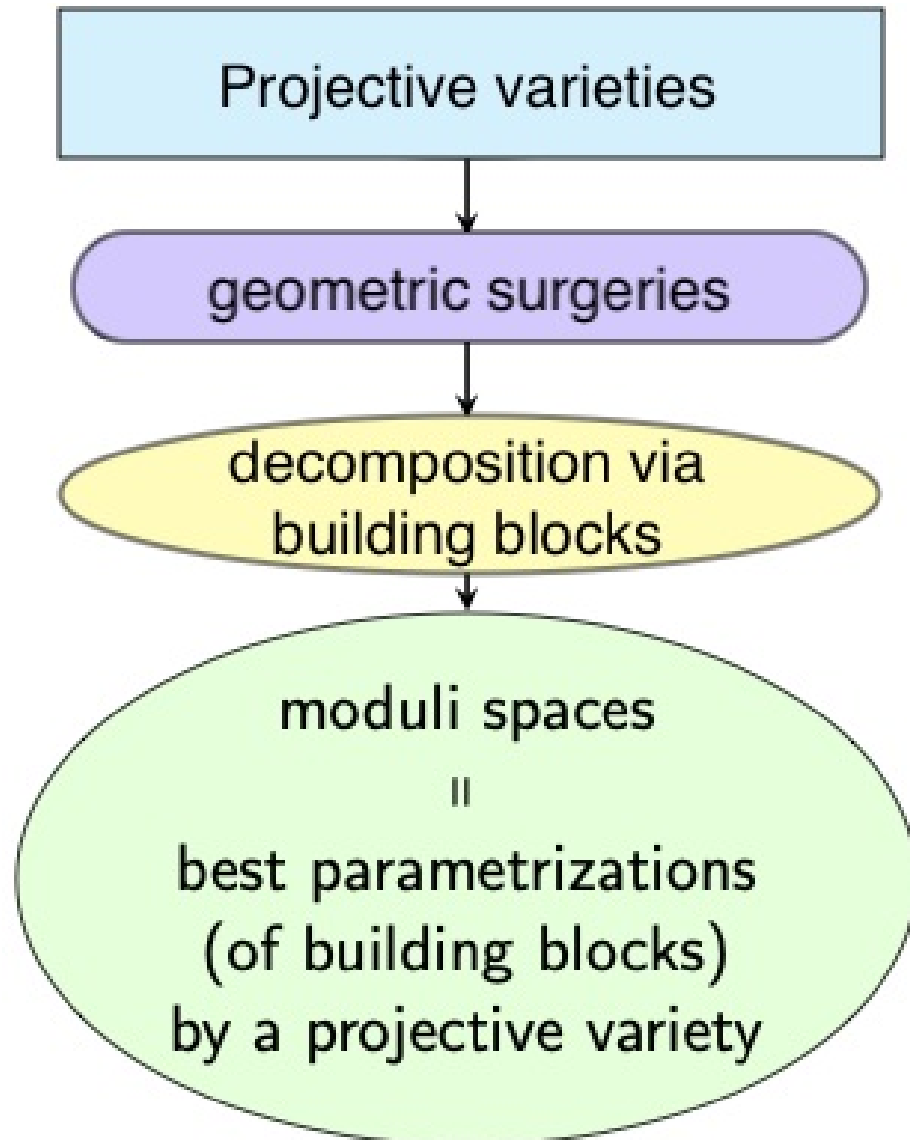 Projective varieties
geometric surgeries
decomposition via
building blocks
moduli spaces
=
best parametrizations
(of building blocks)
by a projective variety